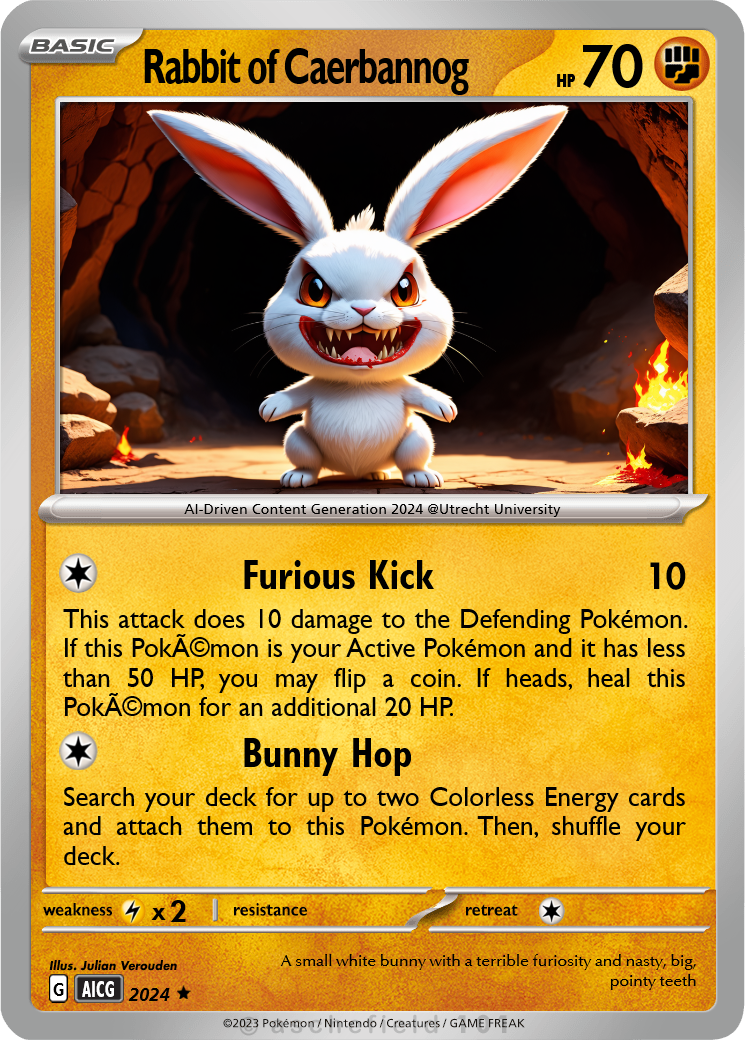 BASIC
Rabbit of Caerbannog
HP 70
AI-Driven Content Generation 2024 @Utrecht University
Furious Kick 10
This attack does 10 damage to the Defending Pokémon.
If this PokÃ©mon is your Active Pokémon and it has less
than 50 HP, you may flip a coin. If heads, heal this
PokÃ©mon for an additional 20 HP.
Bunny Hop
Search your deck for up to two Colorless Energy cards
and attach them to this Pokémon. Then, shuffle your
deck.
weakness x2 resistance retreat
Illus. Julian Verouden
A small white bunny with a terrible furiosity and nasty, big,
pointy teeth
G AICG 2024
©2023 Pokémon / Nintendo / Creatures / GAME FREAK